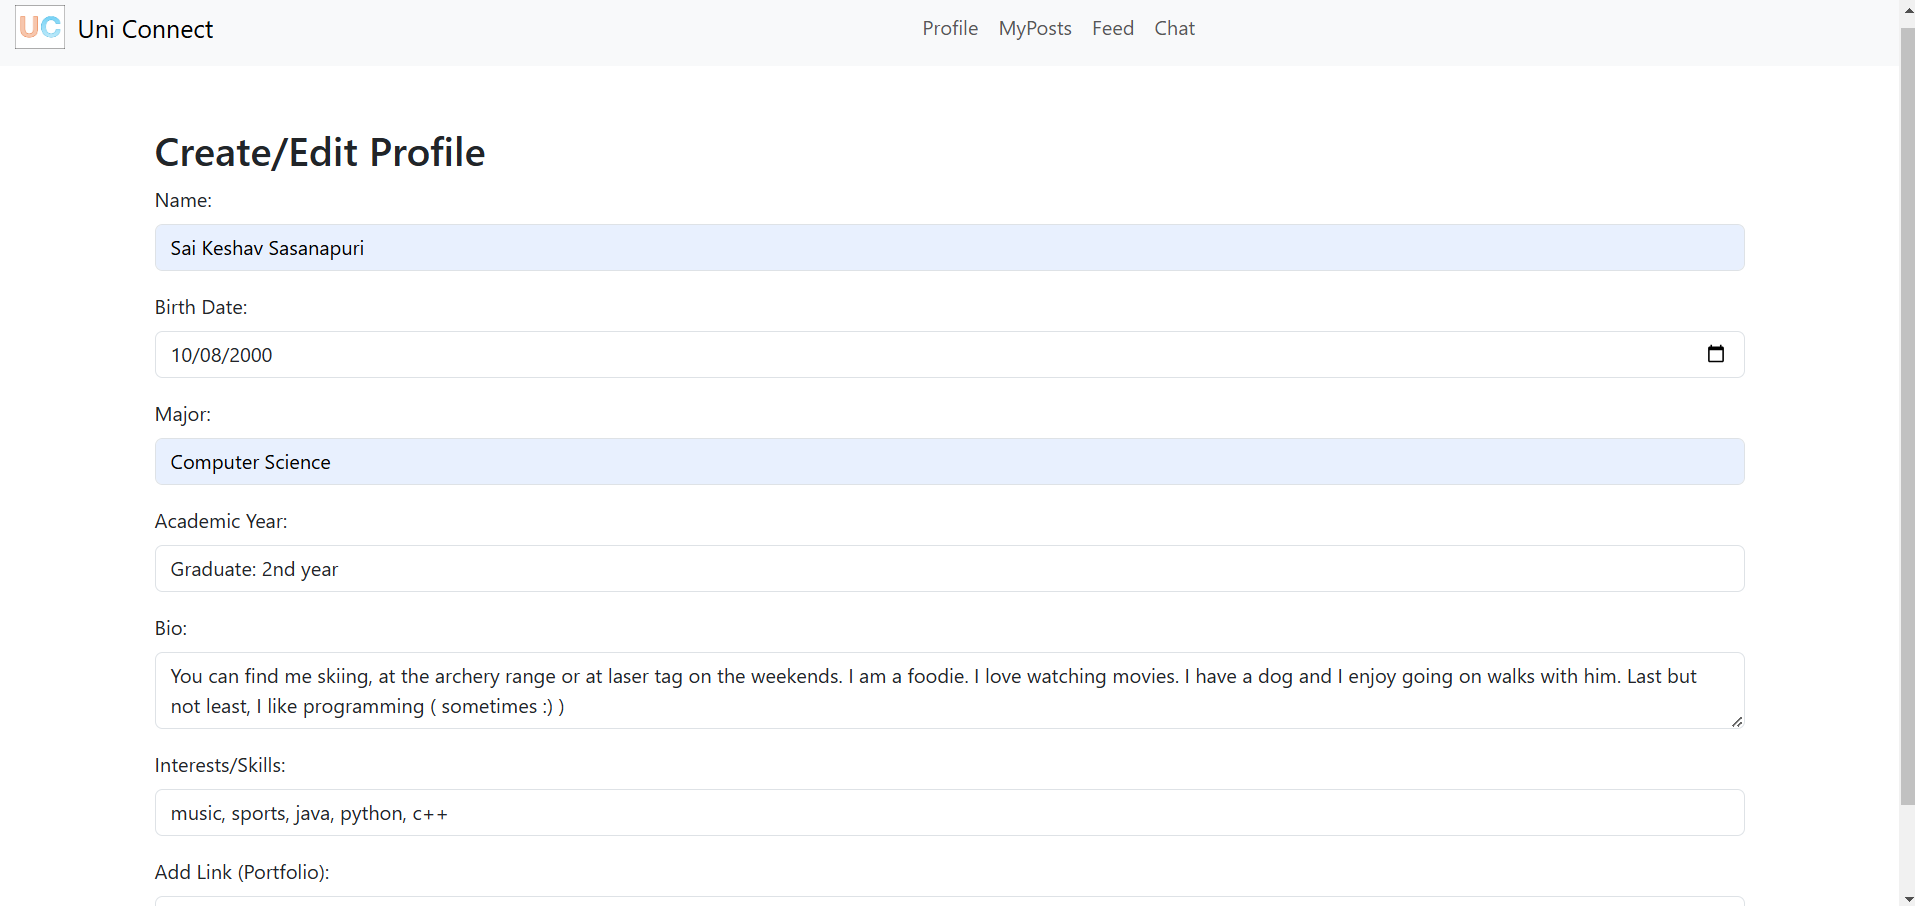 UC Uni Connect Profile MyPosts Feed Chat
Create/Edit Profile
Name:
Sai Keshav Sasanapuri
Birth Date:
10/08/2000
Major:
Computer Science
Academic Year:
Graduate: 2nd year
Bio:
You can find me skiing, at the archery range or at laser tag on the weekends. I am a foodie. I love watching movies. I have a dog and I enjoy going on walks with him. Last but
not least, I like programming ( sometimes :) )
Interests/Skills:
music, sports, java, python, c++
Add Link (Portfolio):